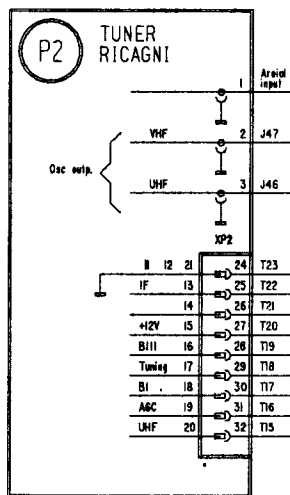 P2 TUNER
RICAGNI
1 Aerial input
VHF 2 J47
Osc outp.
UHF 3 J46
XP2
11 12 21 24 T23
IF 13 25 T22
14 26 T21
+12V 15 27 T20
BIII 16 28 T19
Tuning 17 29 T18
BI . 18 30 T17
AGC 19 31 T16
UHF 20 32 T15